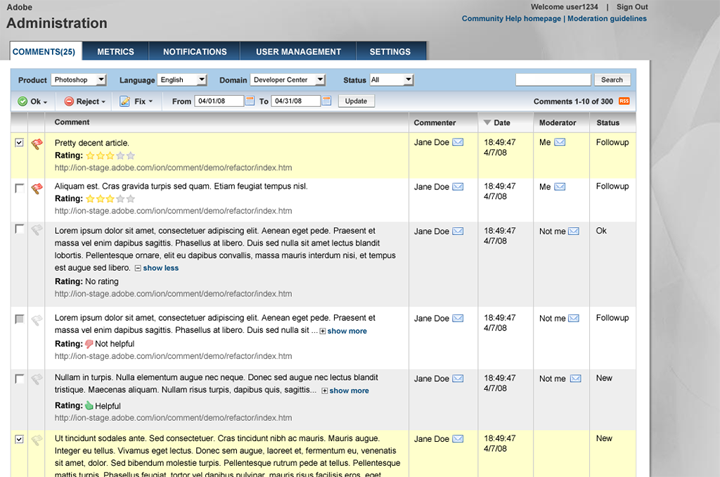 Adobe
Administration
Welcome user1234 | Sign Out
Community Help homepage | Moderation guidelines
COMMENTS(25) METRICS NOTIFICATIONS USER MANAGEMENT SETTINGS
Product Photoshop Language English Domain Developer Center Status All Search
Ok Reject Fix From 04/01/08 To 04/31/08 Update Comments 1-10 of 300 RSS
Comment Commenter Date Moderator Status
Pretty decent article. Jane Doe 18:49:47 Me Followup
Rating: 4/7/08
http://ion-stage.adobe.com/ion/comment/demo/refactor/index.htm
Aliquam est. Cras gravida turpis sed quam. Etiam feugiat tempus nisl. Jane Doe 18:49:47 Me Followup
Rating: 4/7/08
http://ion-stage.adobe.com/ion/comment/demo/refactor/index.htm
Lorem ipsum dolor sit amet, consectetuer adipiscing elit. Aenean eget pede. Praesent et Jane Doe 18:49:47 Not me Ok
massa vel enim dapibus sagittis. Phasellus at libero. Duis sed nulla sit amet lectus blandit 4/7/08
lobortis. Pellentesque ornare, elit eu dapibus convallis, massa mauris interdum nisi, et tempus
est augue sed libero. show less
Rating: No rating
http://ion-stage.adobe.com/ion/comment/demo/refactor/index.htm
Lorem ipsum dolor sit amet, consectetuer adipiscing elit. Aenean eget pede. Praesent et Jane Doe 18:49:47 Not me Followup
massa vel enim dapibus sagittis. Phasellus at libero. Duis sed nulla sit ... show more 4/7/08
Rating: Not helpful
http://ion-stage.adobe.com/ion/comment/demo/refactor/index.htm
Nullam in turpis. Nulla elementum augue nec neque. Donec sed augue nec lectus blandit Jane Doe 18:49:47 Not me New
tristique. Maecenas aliquam. Nullam risus turpis, dapibus quis, sagittis... show more 4/7/08
Rating: Helpful
http://ion-stage.adobe.com/ion/comment/demo/refactor/index.htm
Ut tincidunt sodales ante. Sed consectetuer. Cras tincidunt nibh ac mauris. Mauris augue. Jane Doe 18:49:47 New
Integer eu tellus. Vivamus eget lectus. Donec sem augue, laoreet et, fermentum eu, venenatis 4/7/08
sit amet, dolor. Sed bibendum molestie turpis. Pellentesque rutrum pede at tellus. Pellentesque
mattis turpis. Phasellus feugiat, tortor vel dapibus pulvinar, mauris risus facilisis eros, eget